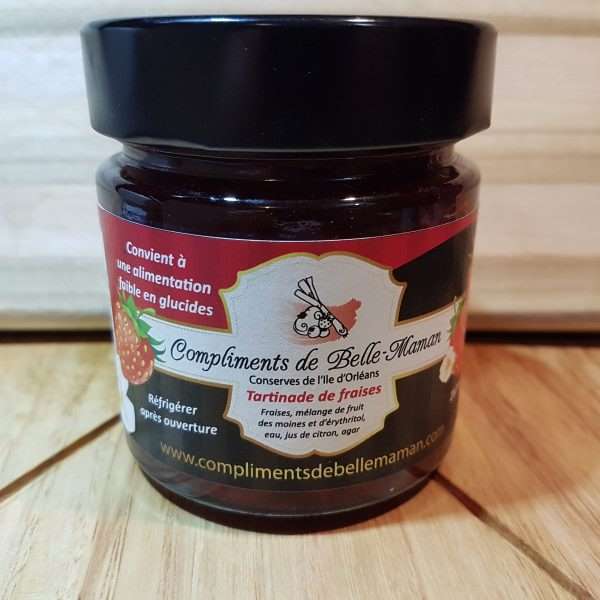 Convient à
une alimentation
faible en glucides
Compliments de Belle-Maman
Conserves de l'Ile d'Orléans
Tartinade de fraises
Fraises, mélange de fruit
des moines et d'érythritol,
eau, jus de citron, agar
Réfrigérer
après ouverture
www.complimentsdebellemaman.com